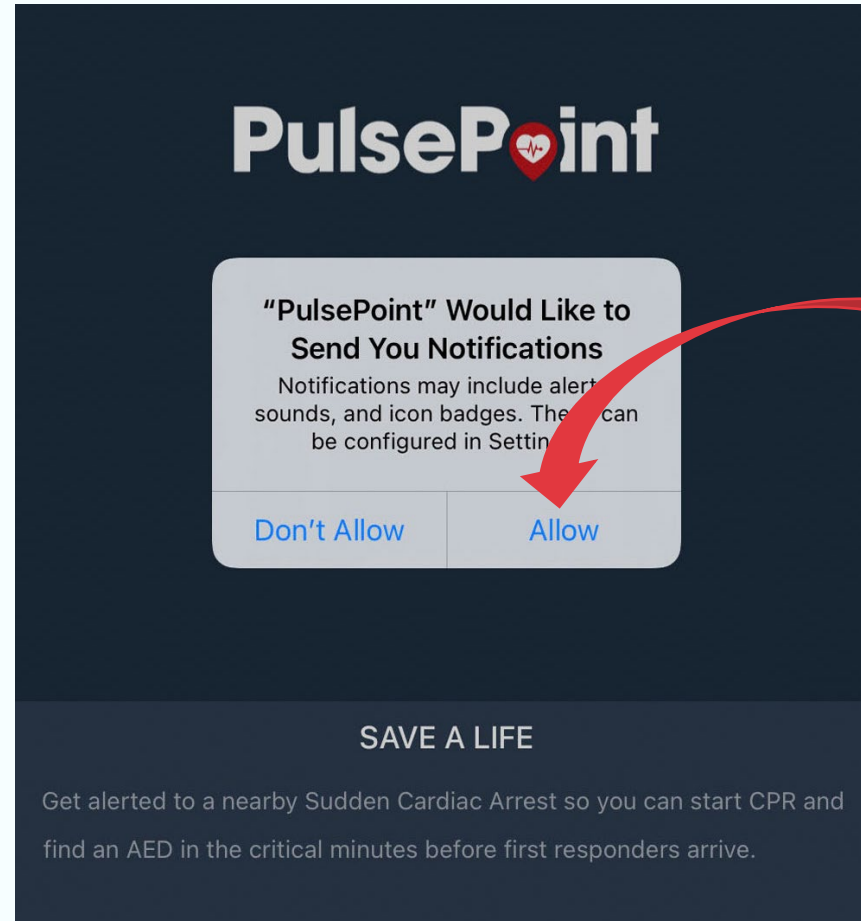 PulsePoint
“PulsePoint” Would Like to
Send You Notifications
Notifications may include
sounds, and icon badges. can
be configured in
Don’t Allow
Allow
SAVE A LIFE
Get alerted to a nearby Sudden Cardiac Arrest so you can start CPR and
find an AED in the critical minutes before first responders arrive.